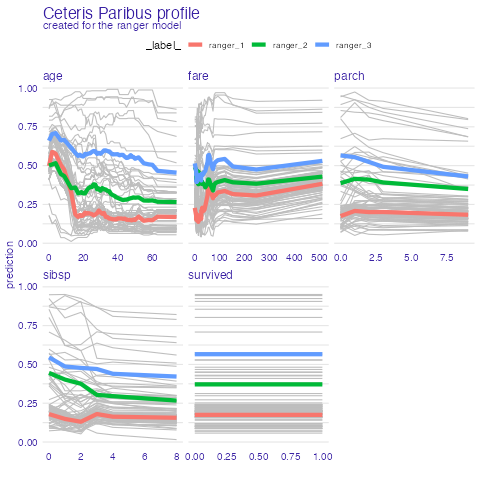 Ceteris Paribus profile
created for the ranger model
_label_ ranger_1 ranger_2 ranger_3
age fare parch
1.00
0.75
0.50
0.25
0.00
0 20 40 60 0 100 200 300 400 500 0.0 2.5 5.0 7.5
prediction
sibsp survived
1.00
0.75
0.50
0.25
0.00
0 2 4 6 8 0.00 0.25 0.50 0.75 1.00